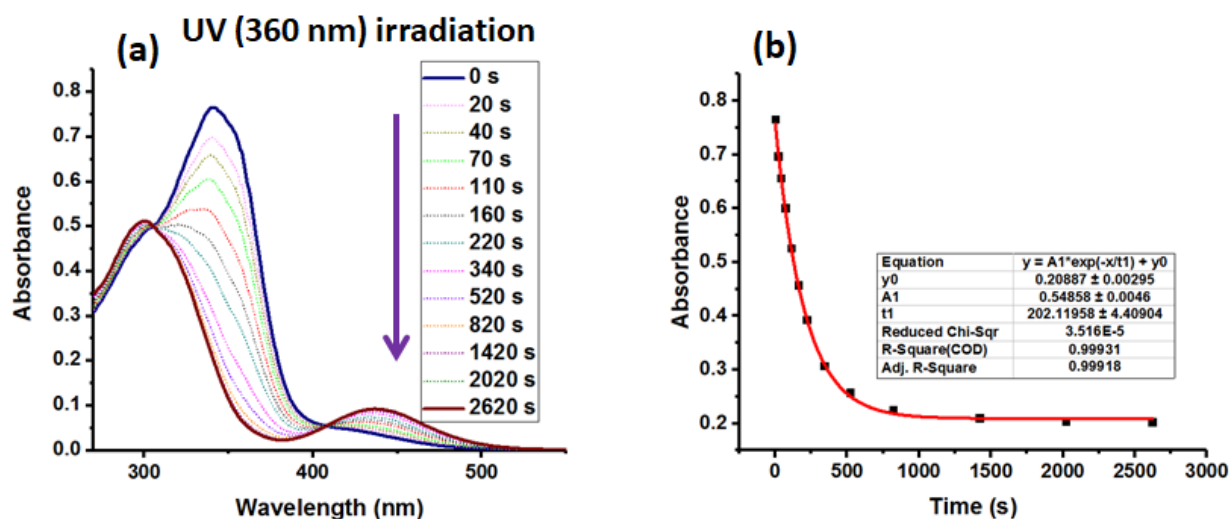 (a) UV (360 nm) irradiation
Absorbance
0.8
0.7
0.6
0.5
0.4
0.3
0.2
0.1
0.0
300 400 500
Wavelength (nm)
0 s
20 s
40 s
70 s
110 s
160 s
220 s
340 s
520 s
820 s
1420 s
2020 s
2620 s
(b)
Absorbance
0.8
0.7
0.6
0.5
0.4
0.3
0.2
0 500 1000 1500 2000 2500 3000
Time (s)
Equation y = A1*exp(-x/t1) + y0
y0 0.20887 ± 0.00295
A1 0.54858 ± 0.0046
t1 202.11958 ± 4.40904
Reduced Chi-Sqr 3.516E-5
R-Square(COD) 0.99931
Adj. R-Square 0.99918